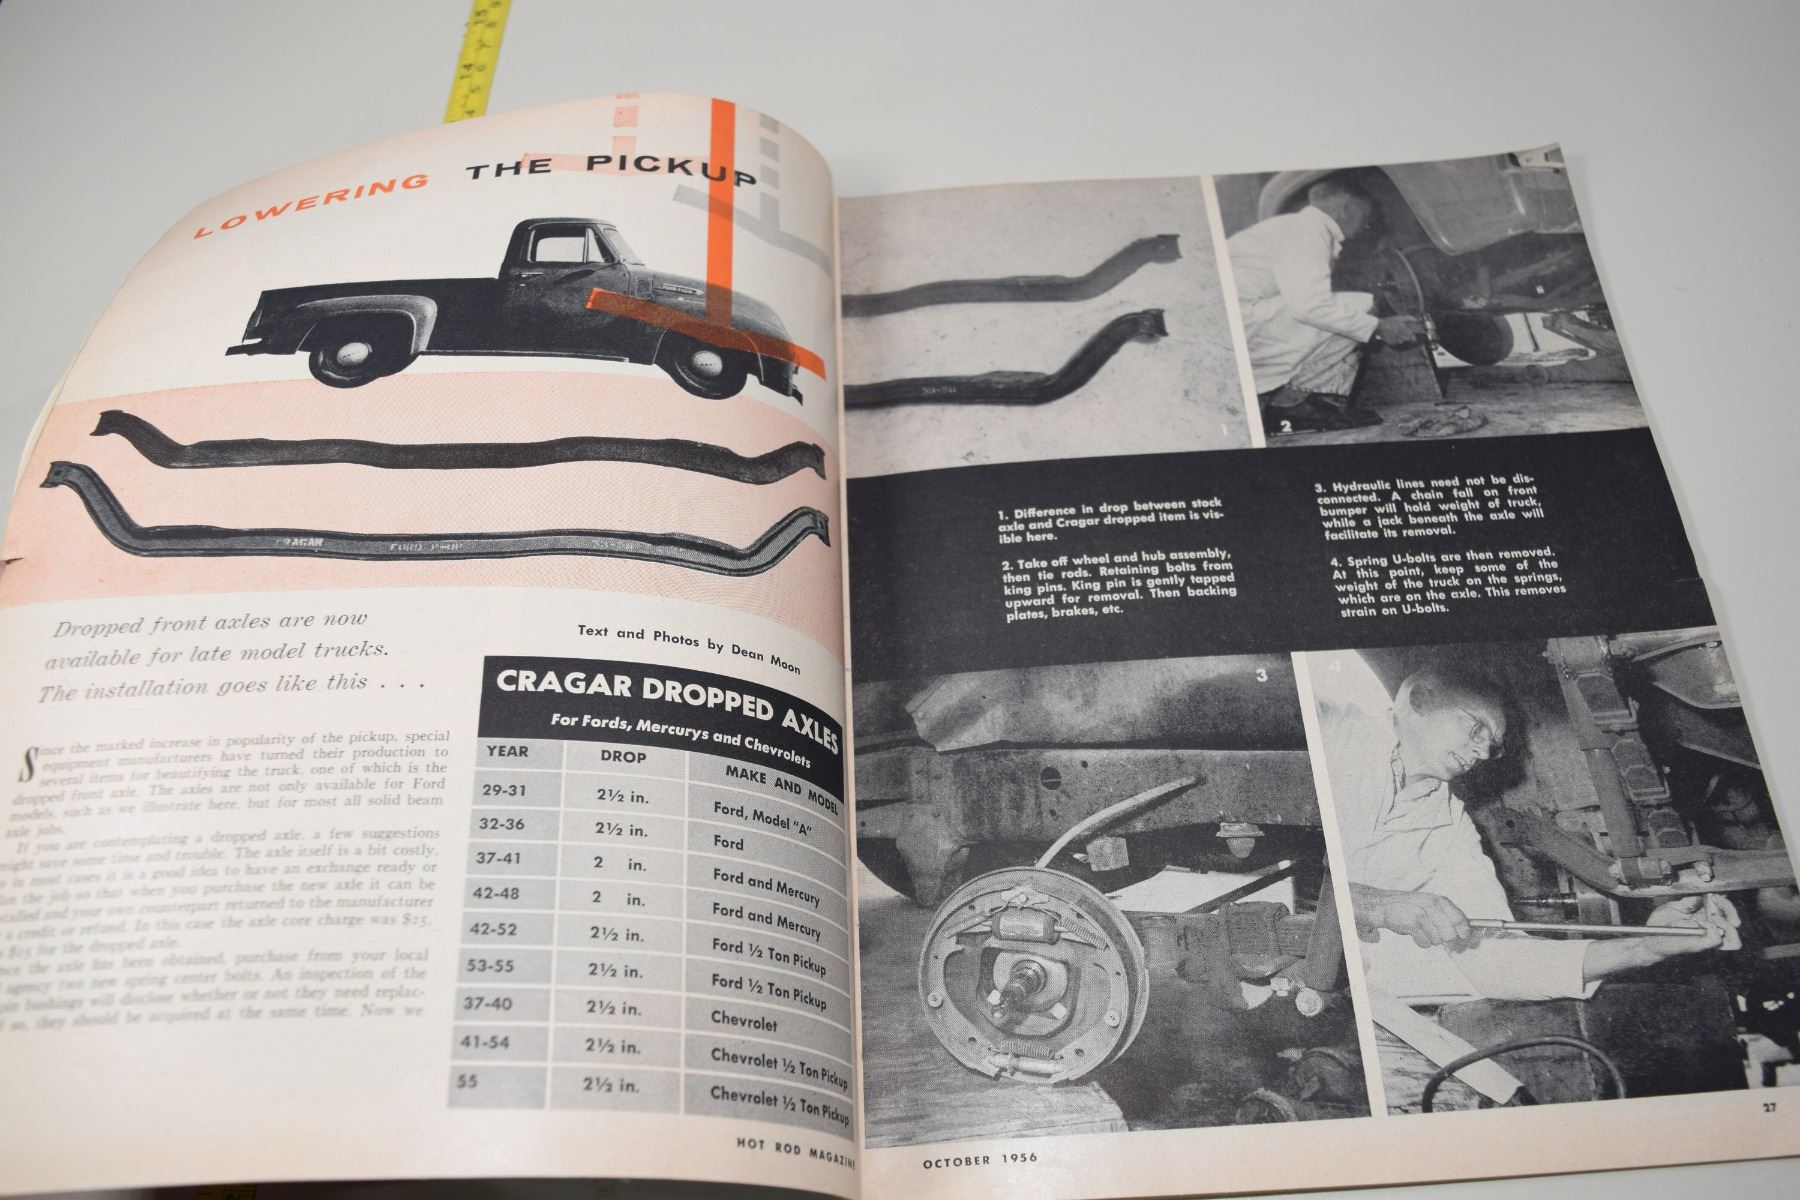 LOWERING THE PICKUP
CRAGAR FORD P-UP
Dropped front axles are now
available for late model trucks.
The installation goes like this . . .
Text and Photos by Dean Moon
Since the marked increase in popularity of the pickup, special
equipment manufacturers have turned their production to
several items for beautifying the truck, one of which is the
dropped front axle. The axles are not only available for Ford
models, such as we illustrate here, but for most all solid beam
axle jobs.
If you are contemplating a dropped axle, a few suggestions
might save some time and trouble. The axle itself is a bit costly,
in most cases it is a good idea to have an exchange ready or
the job so that when you purchase the new axle it can be
and your own counterpart returned to the manufacturer
a credit or refund. In this case the axle core charge was $25,
for the dropped axle.
the axle has been obtained, purchase from your local
agency two new spring center bolts. An inspection of the
bushings will disclose whether or not they need replac-
so, they should be acquired at the same time. Now we
CRAGAR DROPPED AXLES
For Fords, Mercurys and Chevrolets
YEAR DROP MAKE AND MODEL
29-31 2½ in. Ford, Model "A"
32-36 2½ in. Ford
37-41 2 in. Ford and Mercury
42-48 2 in. Ford and Mercury
42-52 2½ in. Ford ½ Ton Pickup
53-55 2½ in. Ford ½ Ton Pickup
37-40 2½ in. Chevrolet
41-54 2½ in. Chevrolet ½ Ton Pickup
55 2½ in. Chevrolet ½ Ton Pickup
HOT ROD MAGAZINE
1
2
1. Difference in drop between stock
axle and Cragar dropped item is vis-
ible here.
2. Take off wheel and hub assembly,
then tie rods. Retaining bolts from
king pins. King pin is gently tapped
upward for removal. Then backing
plates, brakes, etc.
3. Hydraulic lines need not be dis-
connected. A chain fall on front
bumper will hold weight of truck,
while a jack beneath the axle will
facilitate its removal.
4. Spring U-bolts are then removed.
At this point, keep some of the
weight of the truck on the springs,
which are on the axle. This removes
strain on U-bolts.
3
4
OCTOBER 1956
27